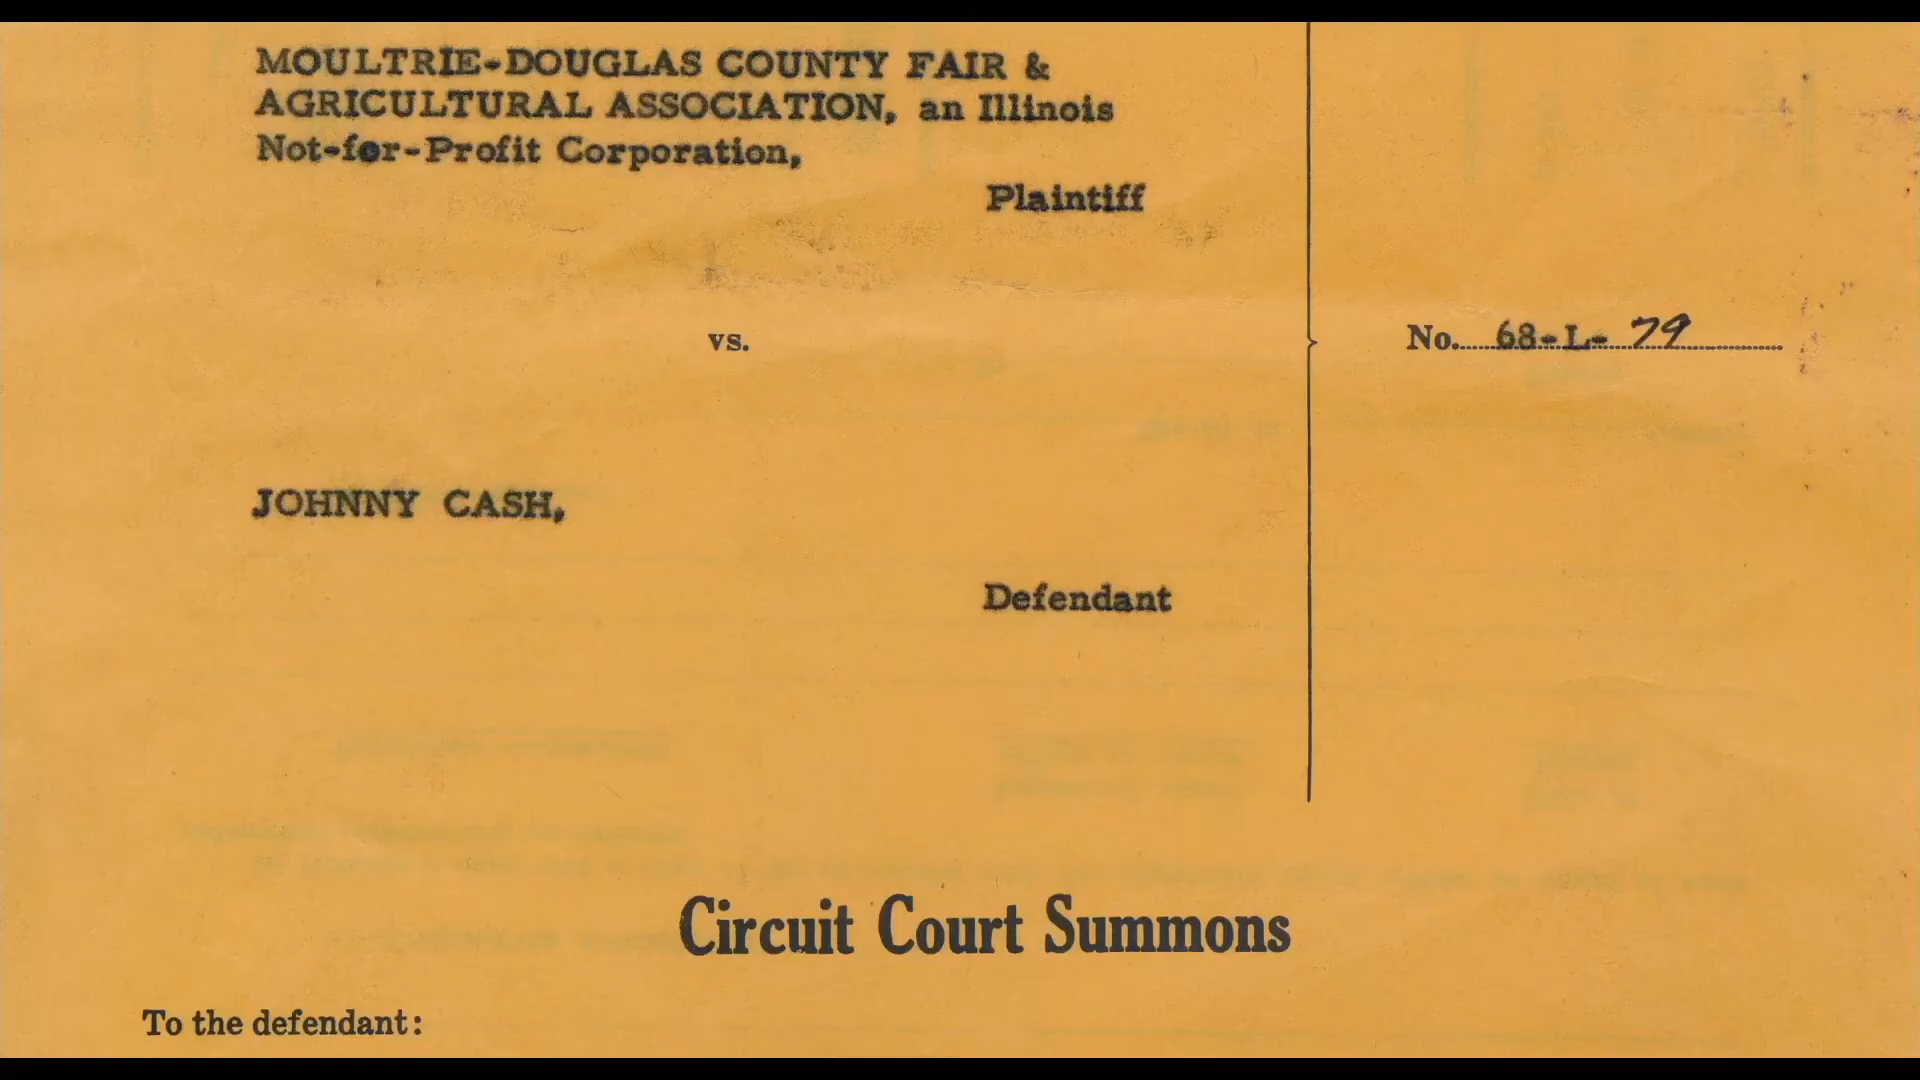 MOULTRIE-DOUGLAS COUNTY FAIR &
AGRICULTURAL ASSOCIATION, an Illinois
Not-for-Profit Corporation,
Plaintiff
vs.
No. 68-L- 79
JOHNNY CASH,
Defendant
Circuit Court Summons
To the defendant: